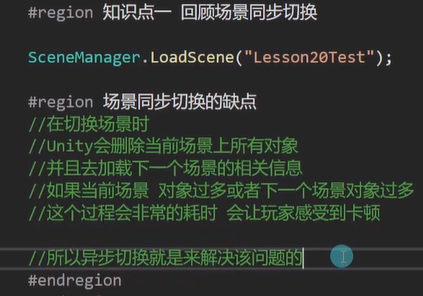 #region 知识点一 回顾场景同步切换
SceneManager.LoadScene("Lesson20Test");
#region 场景同步切换的缺点
//在切换场景时
//Unity会删除当前场景上所有对象
//并且去加载下一个场景的相关信息
//如果当前场景 对象过多或者下一个场景对象过多
//这个过程会非常的耗时 会让玩家感受到卡顿
//所以异步切换就是来解决该问题的
#endregion